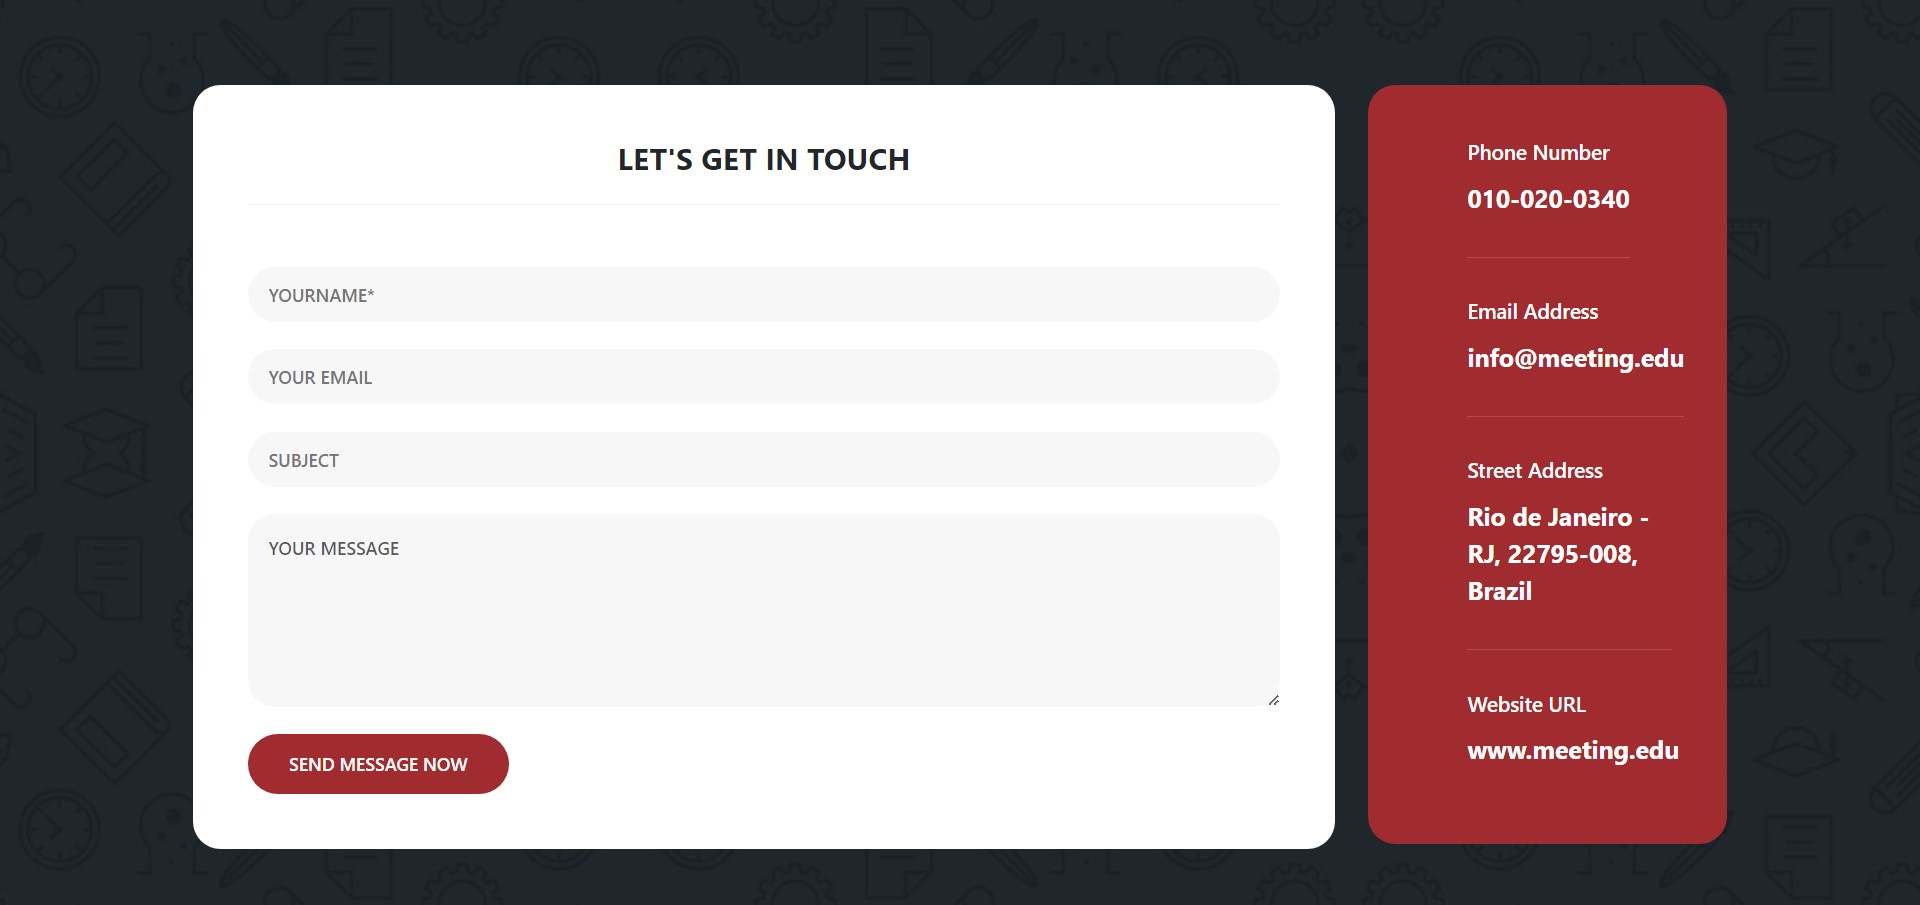 LET'S GET IN TOUCH
YOURNAME*
YOUR EMAIL
SUBJECT
YOUR MESSAGE
SEND MESSAGE NOW
Phone Number
010-020-0340
Email Address
info@meeting.edu
Street Address
Rio de Janeiro -
RJ, 22795-008,
Brazil
Website URL
www.meeting.edu